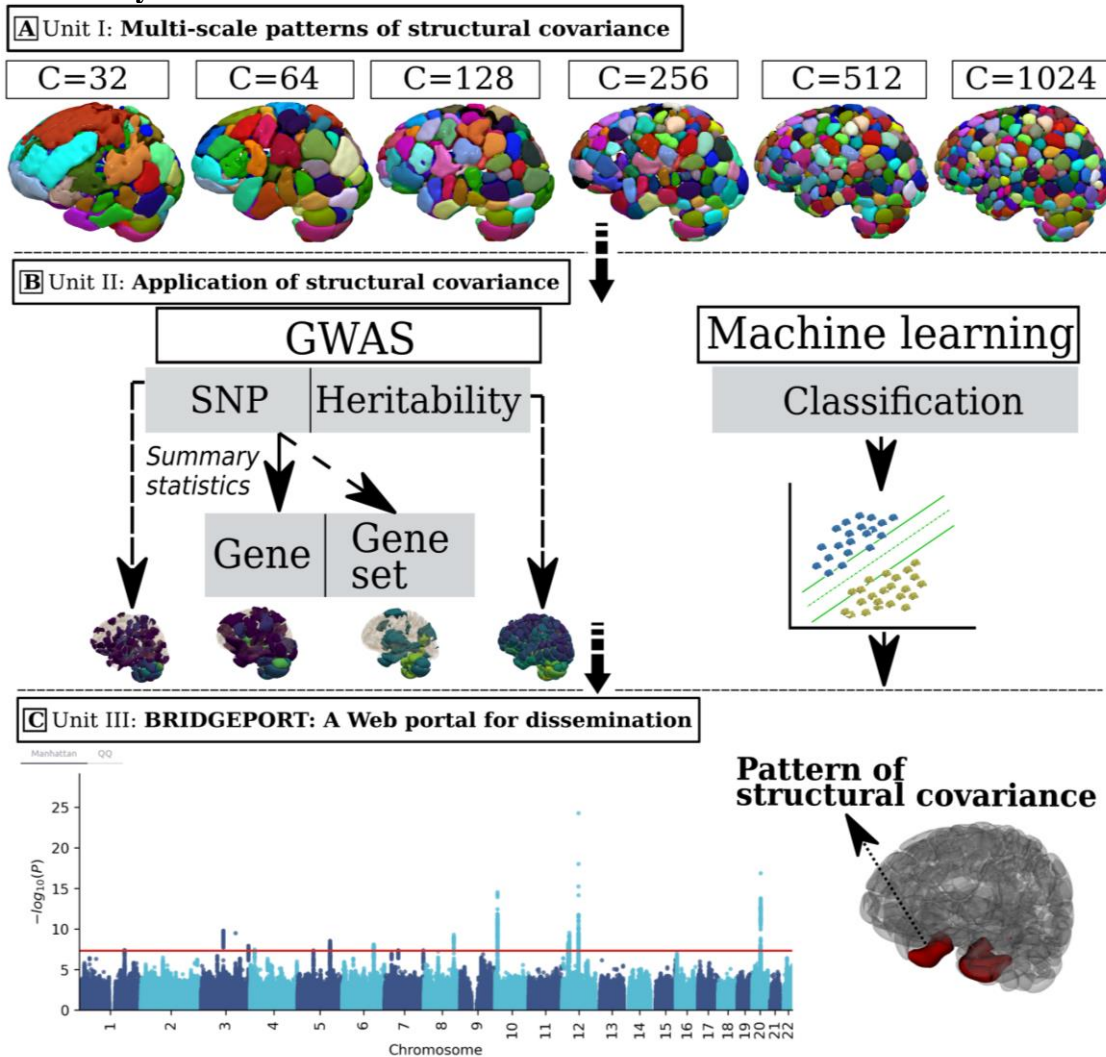 A Unit I: Multi-scale patterns of structural covariance
C=32 C=64 C=128 C=256 C=512 C=1024
B Unit II: Application of structural covariance
GWAS
SNP Heritability
Summary
statistics
Gene
Gene
set
Machine learning
Classification
C Unit III: BRIDGEPORT: A Web portal for dissemination
Manhattan QQ
−log10(P)
25
20
15
10
5
0
1 2 3 4 5 6 7 8 9 10 11 12 13 14 15 16 17 18 19 20 21 22
Chromosome
Pattern of
structural covariance